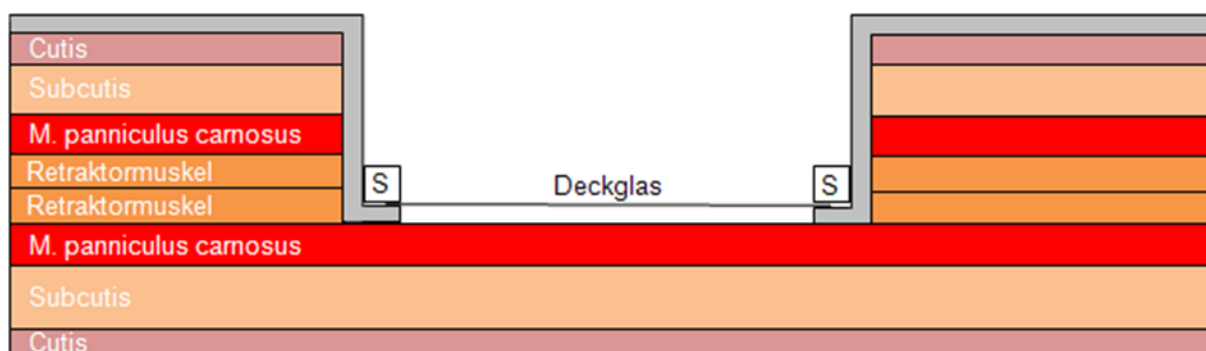 Cutis
Subcutis
M. panniculus carnosus
Retraktormuskel
S
Deckglas
S
Retraktormuskel
M. panniculus carnosus
Subcutis
Cutis